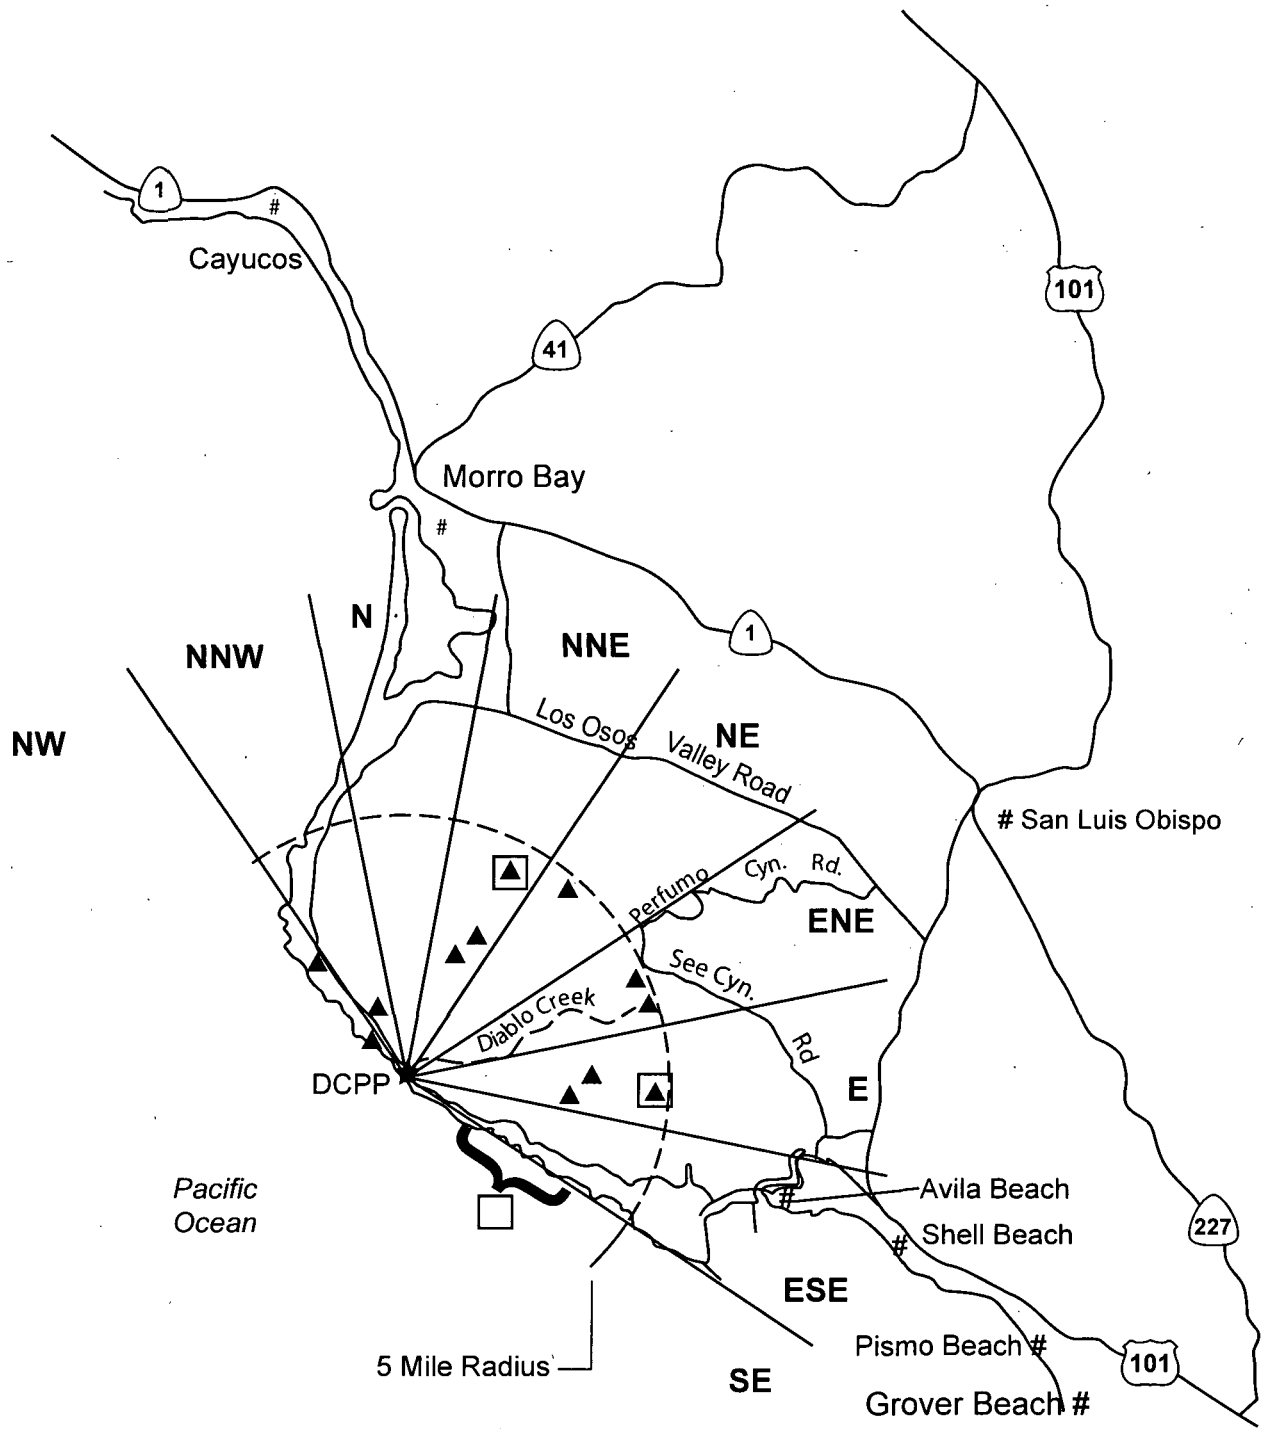 1
#
Cayucos
101
41
Morro Bay
#
N
NNW
NNE
1
NW
Los Osos
Valley Road
NE
# San Luis Obispo
Perfumo
Cyn.
Rd.
ENE
See Cyn.
Rd
Diablo Creek
DCPP
E
Pacific
Ocean
#
Avila Beach
#
Shell Beach
227
ESE
5 Mile Radius
Pismo Beach #
101
SE
Grover Beach #